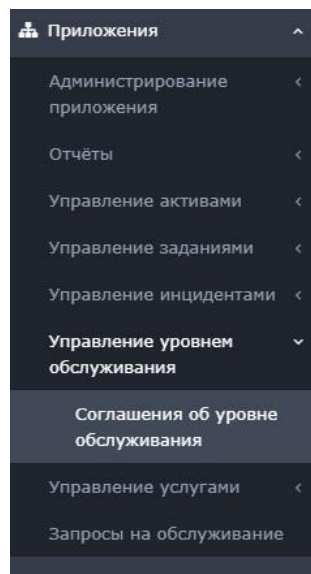 Приложения
Администрирование
приложения
Отчёты
Управление активами
Управление заданиями
Управление инцидентами
Управление уровнем
обслуживания
Соглашения об уровне
обслуживания
Управление услугами
Запросы на обслуживание